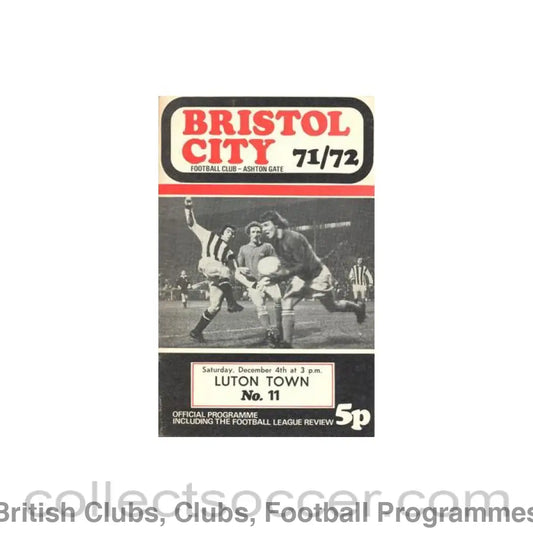 BRISTOL
CITY 71/72
FOOTBALL CLUB - ASHTON GATE
Saturday, December 4th at 3 p.m.
LUTON TOWN
No. 11
OFFICIAL PROGRAMME
INCLUDING THE FOOTBALL LEAGUE REVIEW 5p
collectsoccer.com
British Clubs, Clubs, Football Programmes